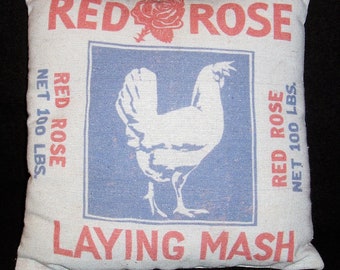 RED ROSE
RED ROSE
NET 100 LBS.
RED ROSE
NET 100 LBS.
LAYING MASH